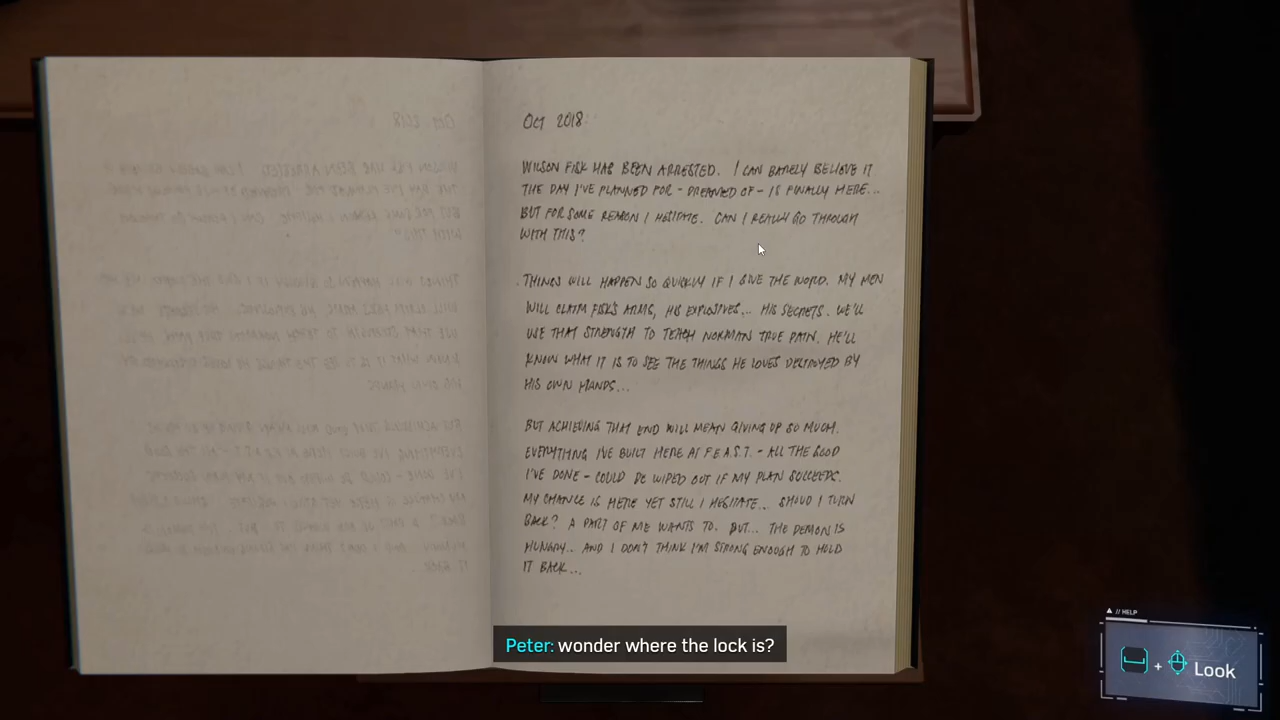 Oct 2018
WILSON FISK HAS BEEN ARRESTED. I CAN BARELY BELIEVE IT
THE DAY I'VE PLANNED FOR - DREAMED OF - IS FINALLY HERE...
BUT FOR SOME REASON I HESITATE. CAN I REALLY GO THROUGH
WITH THIS?
THINGS WILL HAPPEN SO QUICKLY IF I GIVE THE WORD. MY MEN
WILL CLAIM FISK'S ARMS, HIS EXPLOSIVES... HIS SECRETS. WE'LL
USE THAT STRENGTH TO TEACH NORMAN TRUE PAIN. HE'LL
KNOW WHAT IT IS TO SEE THE THINGS HE LOVES DESTROYED BY
HIS OWN HANDS...
BUT ACHIEVING THAT END WILL MEAN GIVING UP SO MUCH.
EVERYTHING I'VE BUILT HERE AT F.E.A.S.T. - ALL THE GOOD
I'VE DONE - COULD BE WIPED OUT IF MY PLAN SUCCEEDS.
MY CHANCE IS HERE YET STILL I HESITATE... SHOULD I TURN
BACK? A PART OF ME WANTS TO. BUT... THE DEMON IS
HUNGRY... AND I DON'T THINK I'M STRONG ENOUGH TO HOLD
IT BACK...
Peter: wonder where the lock is?
// HELP
+ Look